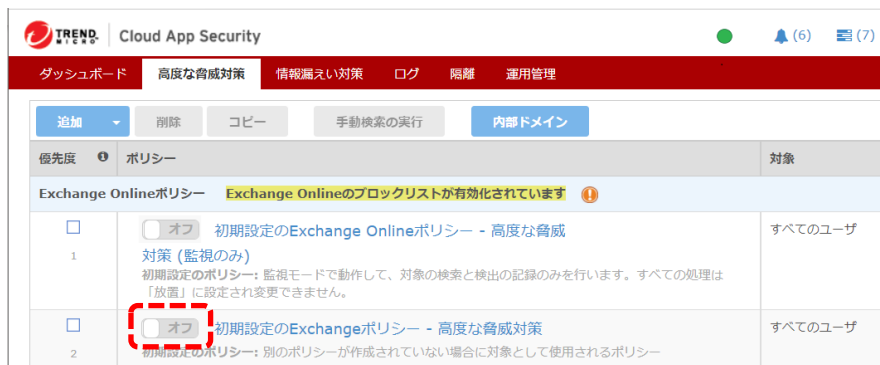 TREND MICRO Cloud App Security (6) (7)
ダッシュボード 高度な脅威対策 情報漏えい対策 ログ 隔離 運用管理
追加 削除 コピー 手動検索の実行 内部ドメイン
優先度 ポリシー 対象
Exchange Onlineポリシー Exchange Onlineのブロックリストが有効化されています
オフ 初期設定のExchange Onlineポリシー - 高度な脅威 すべてのユーザ
1 対策 (監視のみ)
初期設定のポリシー: 監視モードで動作して、対象の検索と検出の記録のみを行います。すべての処理は
「放置」に設定され変更できません。
オフ 初期設定のExchangeポリシー - 高度な脅威対策 すべてのユーザ
2 初期設定のポリシー: 別のポリシーが作成されていない場合に対象として使用されるポリシー